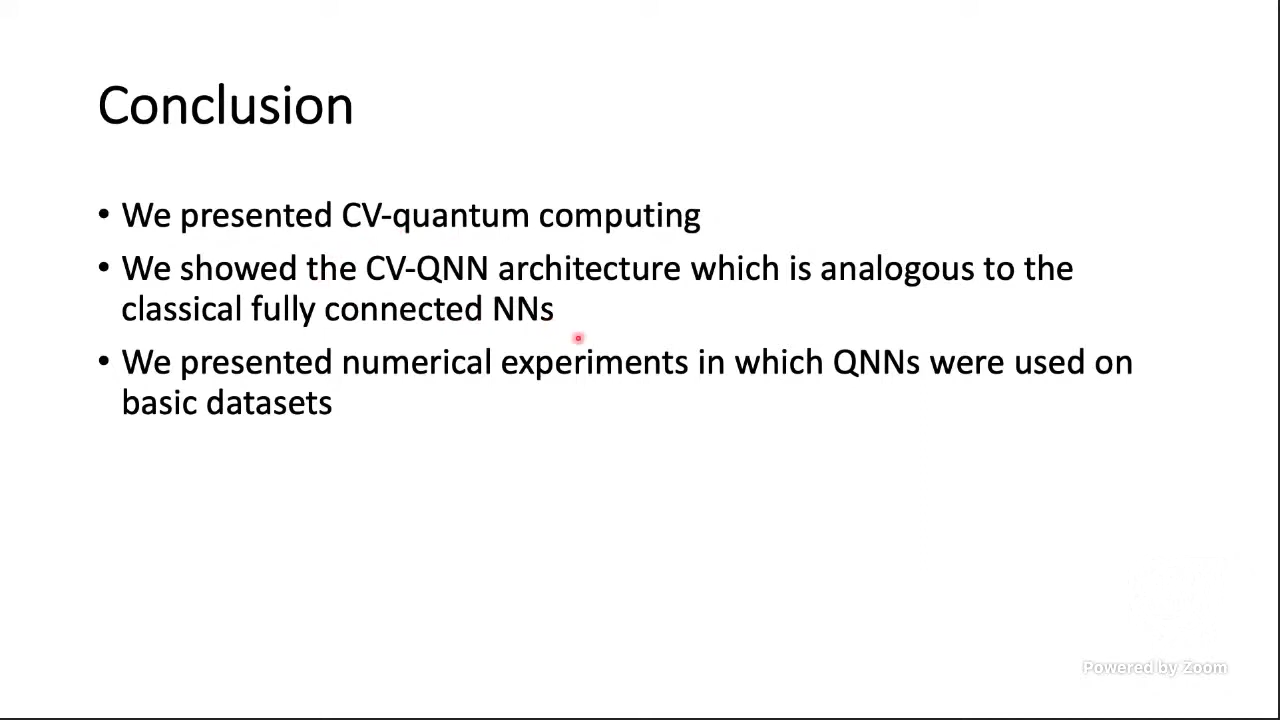 Conclusion
• We presented CV-quantum computing
• We showed the CV-QNN architecture which is analogous to the
classical fully connected NNs
• We presented numerical experiments in which QNNs were used on
basic datasets
Powered by Zoom